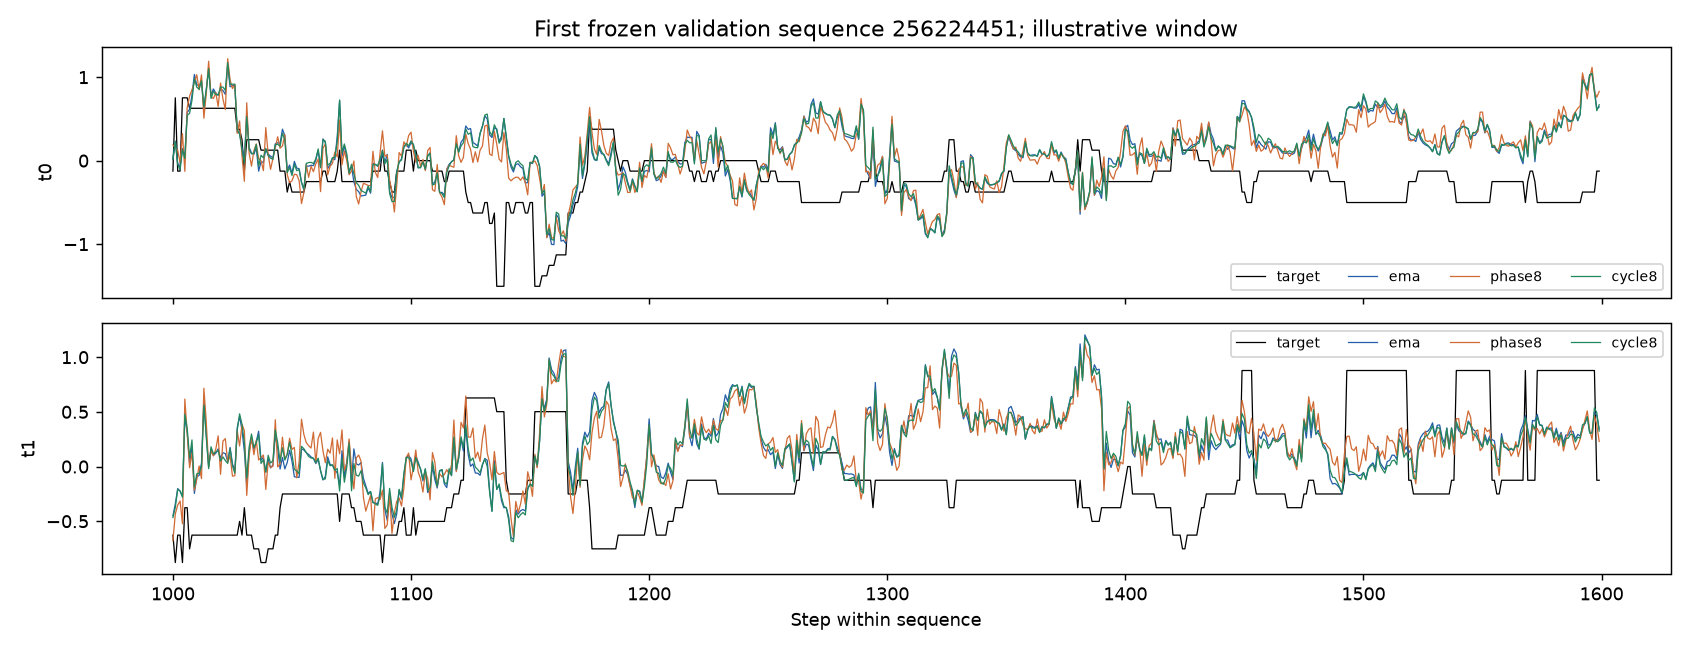 First frozen validation sequence 256224451; illustrative window
1
0
−1
t0
target ema phase8 cycle8
1.0
0.5
0.0
−0.5
t1
target ema phase8 cycle8
1000 1100 1200 1300 1400 1500 1600
Step within sequence